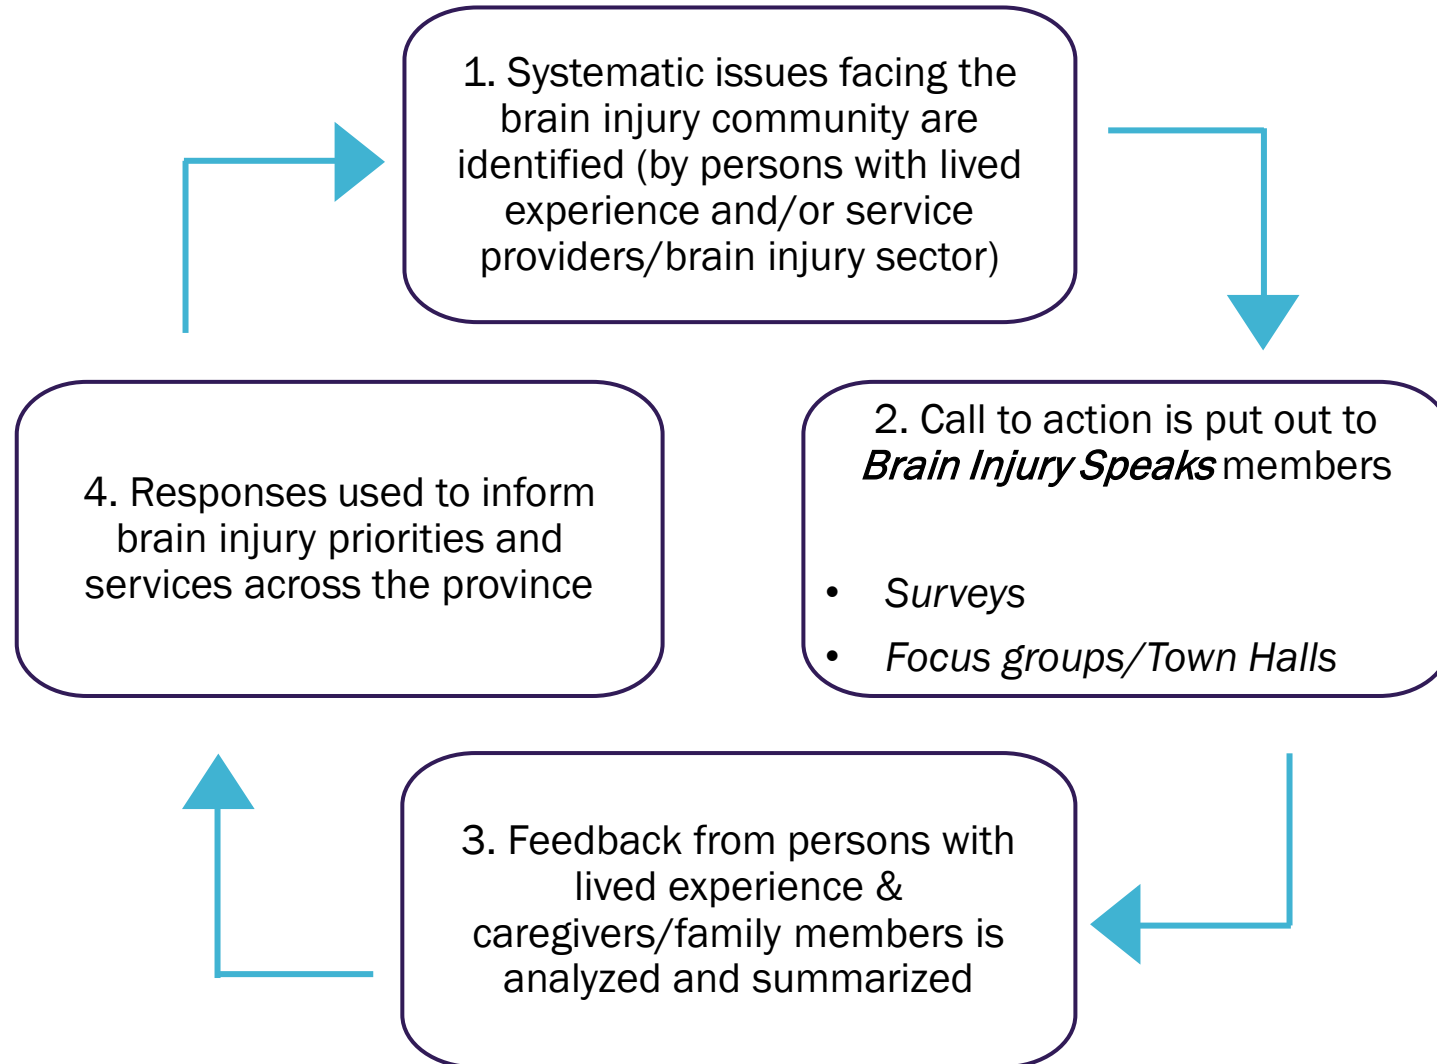 1. Systematic issues facing the
brain injury community are
identified (by persons with lived
experience and/or service
providers/brain injury sector)
2. Call to action is put out to
Brain Injury Speaks members
• Surveys
• Focus groups/Town Halls
3. Feedback from persons with
lived experience &
caregivers/family members is
analyzed and summarized
4. Responses used to inform
brain injury priorities and
services across the province